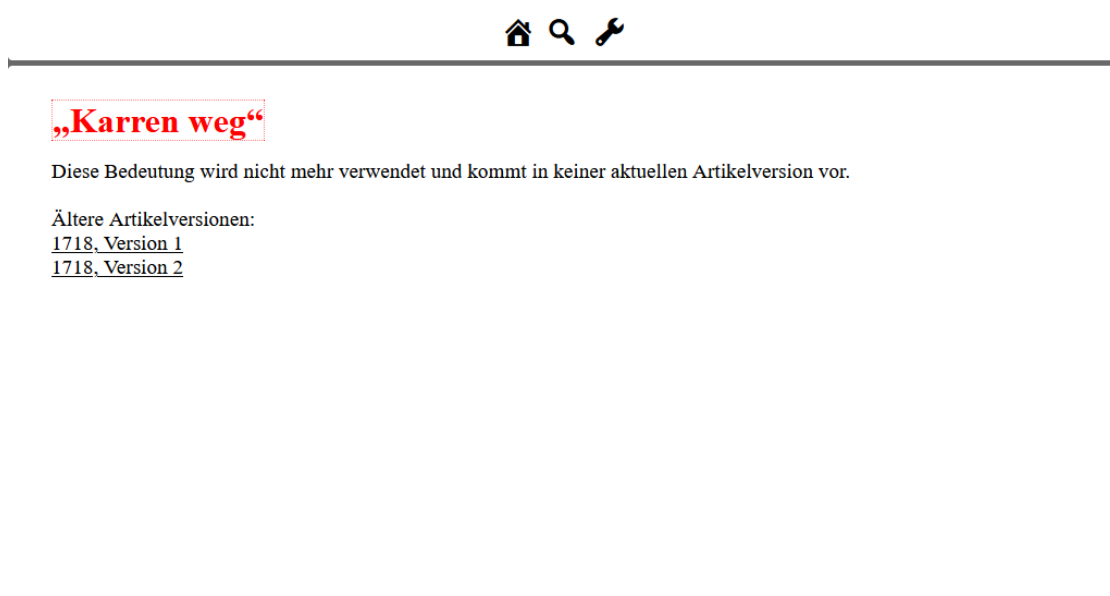 „Karren weg“
Diese Bedeutung wird nicht mehr verwendet und kommt in keiner aktuellen Artikelversion vor.
Ältere Artikelversionen:
1718, Version 1
1718, Version 2